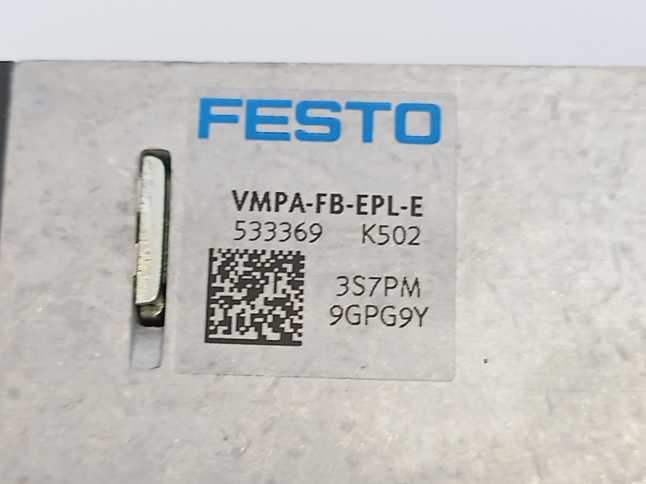 FESTO
VMPA-FB-EPL-E
533369 K502
3S7PM
9GPG9Y